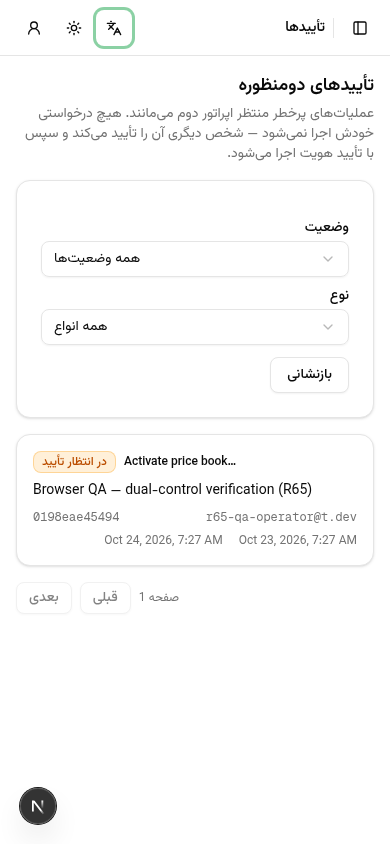 تأییدها
تأییدهای دومنظوره
عملیات‌های پرخطر منتظر اپراتور دوم می‌مانند. هیچ درخواستی
خودش اجرا نمی‌شود — شخص دیگری آن را تأیید می‌کند و سپس
با تأیید هویت اجرا می‌شود.
وضعیت
همه وضعیت‌ها
نوع
همه انواع
بازنشانی
در انتظار تأیید Activate price book…
Browser QA — dual-control verification (R65)
0198eae45494 r65-qa-operator@t.dev
Oct 24, 2026, 7:27 AM Oct 23, 2026, 7:27 AM
صفحه 1 قبلی بعدی
N